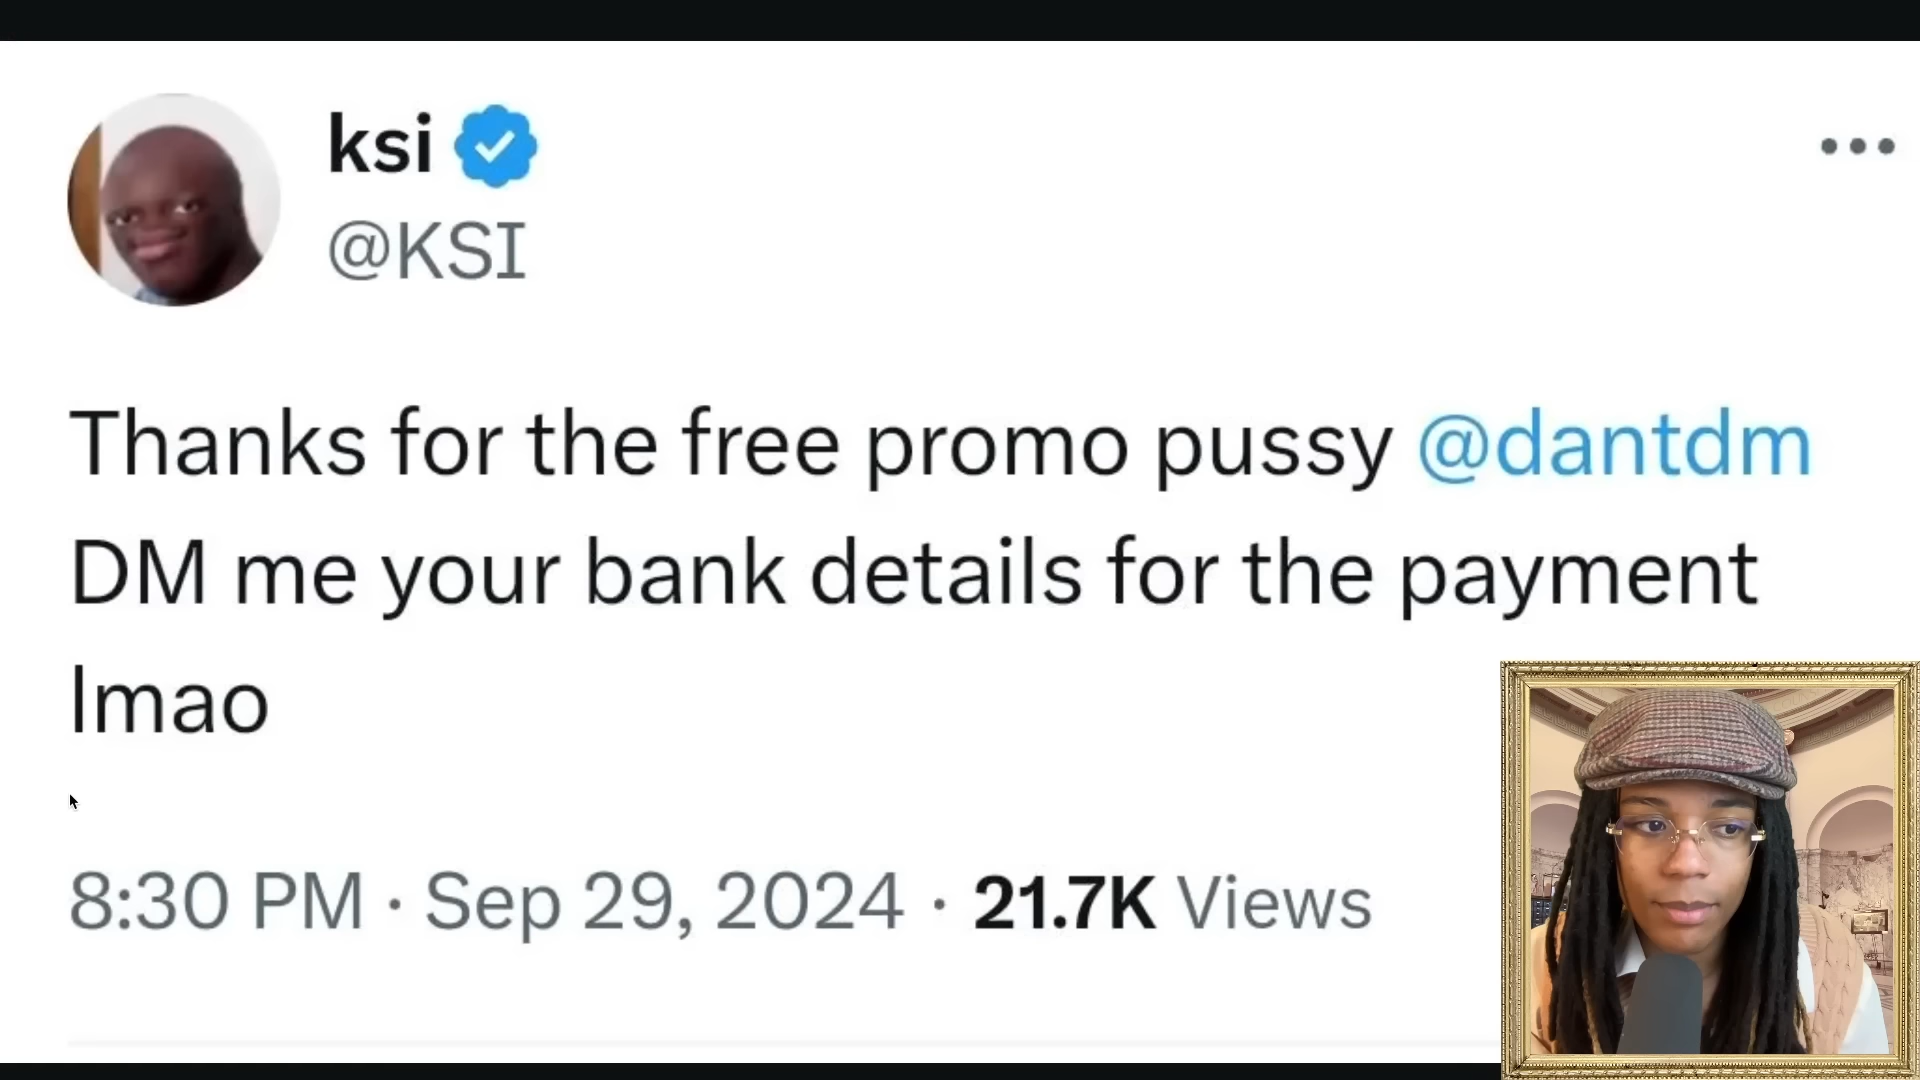 ksi
@KSI
Thanks for the free promo pussy @dantdm
DM me your bank details for the payment
lmao
8:30 PM · Sep 29, 2024 · 21.7K Views